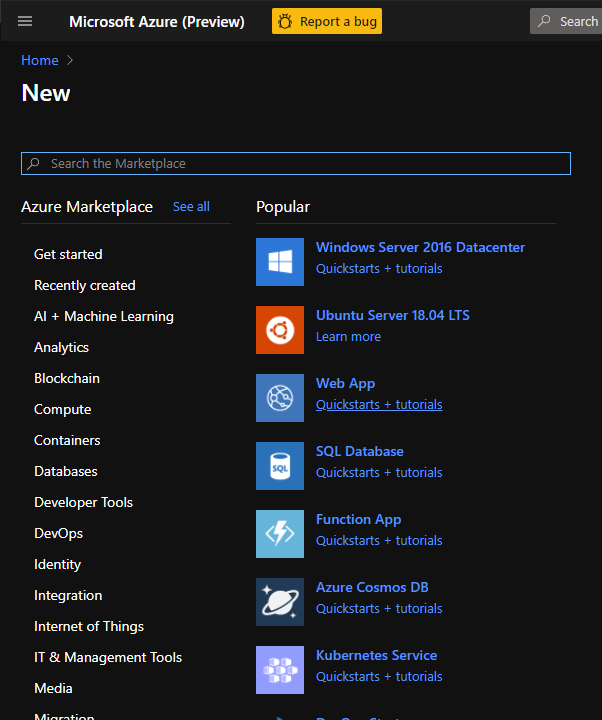 Microsoft Azure (Preview)
Report a bug
Search
Home
New
Search the Marketplace
Azure Marketplace
See all
Popular
Get started
Recently created
AI + Machine Learning
Analytics
Blockchain
Compute
Containers
Databases
Developer Tools
DevOps
Identity
Integration
Internet of Things
IT & Management Tools
Media
Migration
Windows Server 2016 Datacenter
Quickstarts + tutorials
Ubuntu Server 18.04 LTS
Learn more
Web App
Quickstarts + tutorials
SQL
SQL Database
Quickstarts + tutorials
Function App
Quickstarts + tutorials
Azure Cosmos DB
Quickstarts + tutorials
Kubernetes Service
Quickstarts + tutorials